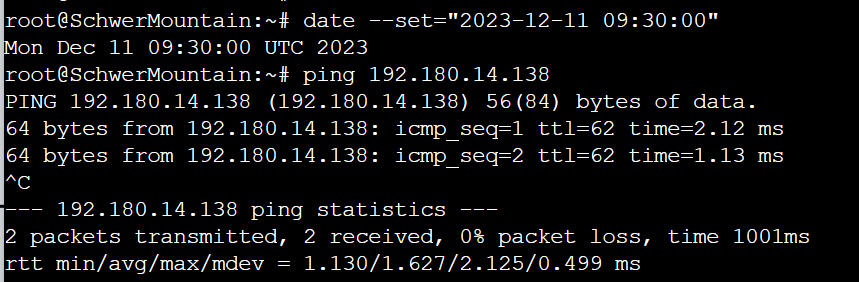 root@SchwerMountain:~# date --set="2023-12-11 09:30:00"
Mon Dec 11 09:30:00 UTC 2023
root@SchwerMountain:~# ping 192.180.14.138
PING 192.180.14.138 (192.180.14.138) 56(84) bytes of data.
64 bytes from 192.180.14.138: icmp_seq=1 ttl=62 time=2.12 ms
64 bytes from 192.180.14.138: icmp_seq=2 ttl=62 time=1.13 ms
^C
--- 192.180.14.138 ping statistics ---
2 packets transmitted, 2 received, 0% packet loss, time 1001ms
rtt min/avg/max/mdev = 1.130/1.627/2.125/0.499 ms